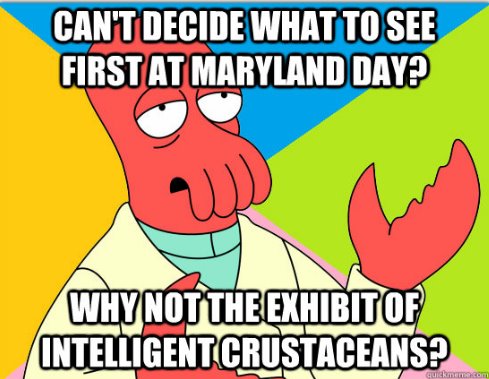 CAN'T DECIDE WHAT TO SEE
FIRST AT MARYLAND DAY?
WHY NOT THE EXHIBIT OF
INTELLIGENT CRUSTACEANS?
quickmeme.com